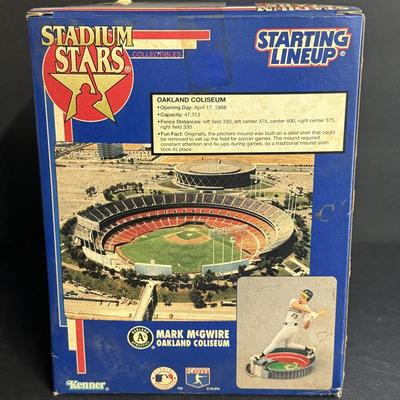 STADIUM
STARS
COLLECTIBLES
STARTING
LINEUP®
OAKLAND COLISEUM
• Opening Day: April 17, 1968
• Capacity: 47,313
• Fence Distances: left field 330, left center 375, center 400, right center 375,
right field 330
• Fun Fact: Originally, the pitchers mound was built on a steel shell that could
be removed to set up the field for soccer games. The mound required
constant attention and fix-ups during games, so a traditional mound soon
took its place.
MARK McGWIRE
OAKLAND COLISEUM
A's
25
Kenner
TM
PLAYERS
©MLBPA